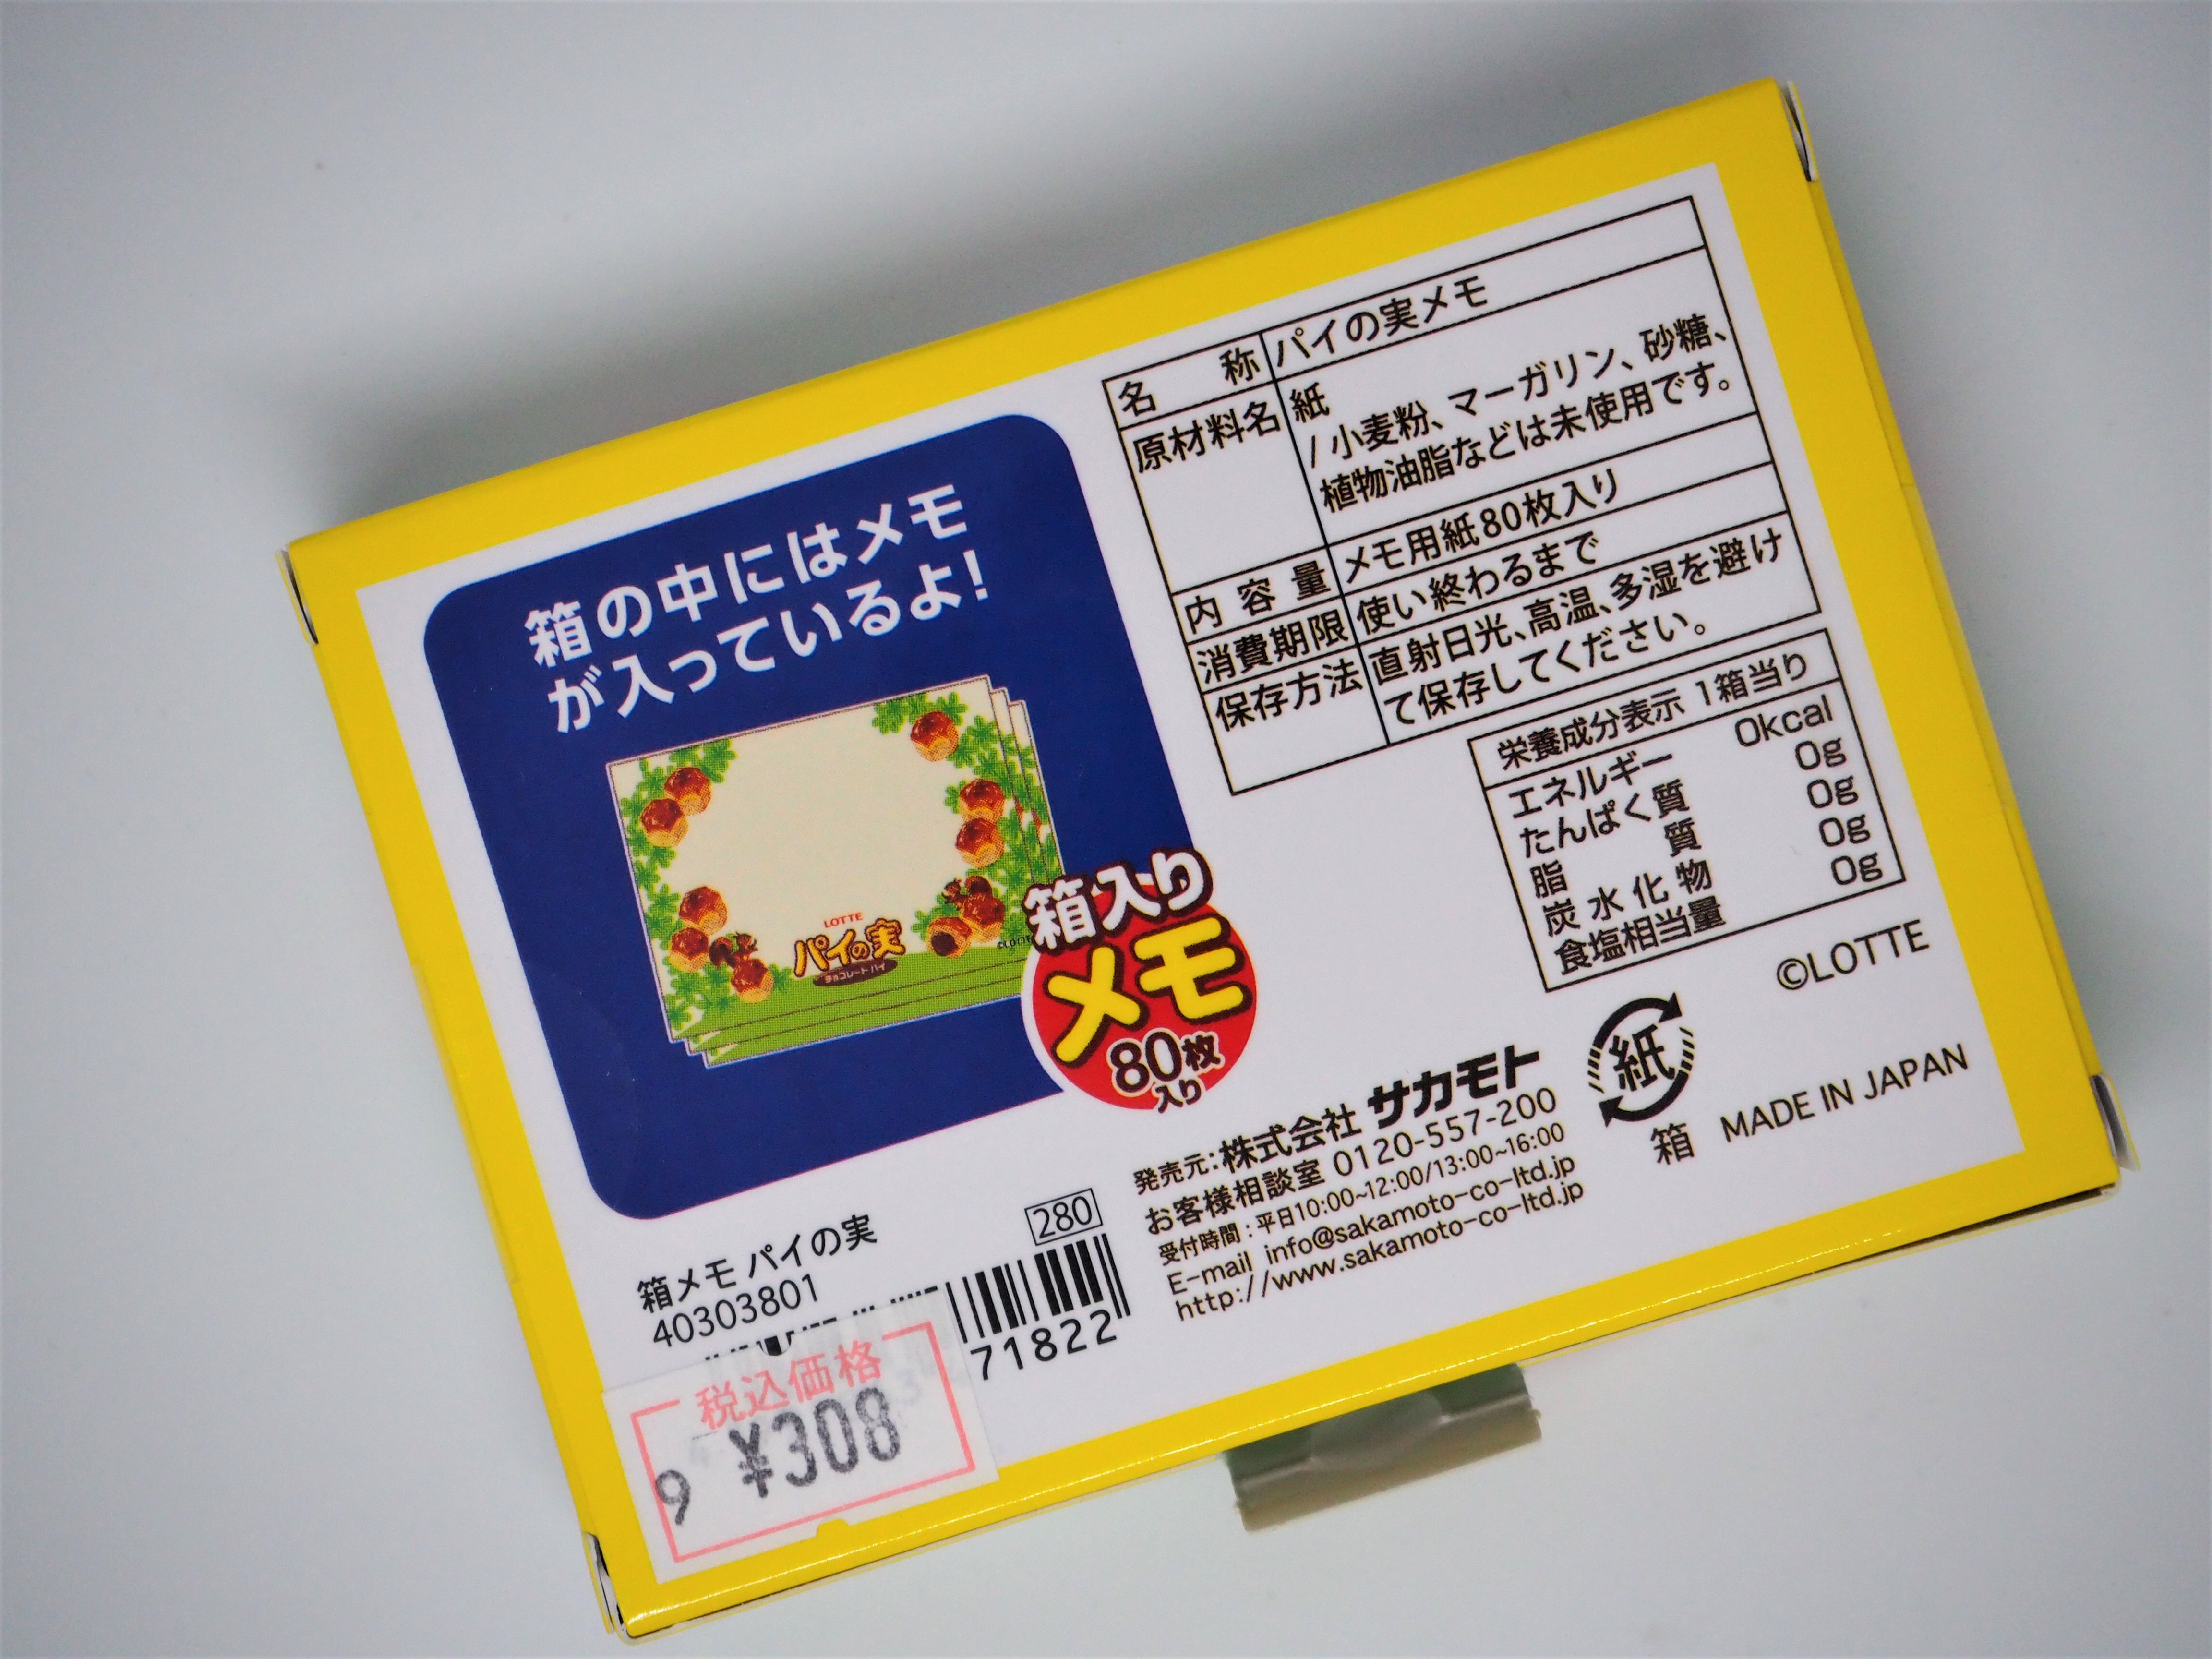 箱の中にはメモ
が入っているよ!
LOTTE
パイの実
チョコレートパイ
©LOTTE
箱入り
メモ
80枚
入り
名称 パイの実メモ
原材料名 紙
/小麦粉、マーガリン、砂糖、
植物油脂などは未使用です。
内容量 メモ用紙80枚入り
消費期限 使い終わるまで
保存方法 直射日光、高温、多湿を避け
て保存してください。
栄養成分表示 1箱当り
エネルギー 0kcal
たんぱく質 0g
脂質 0g
炭水化物 0g
食塩相当量 0g
©LOTTE
紙
箱
MADE IN JAPAN
発売元:株式会社 サカモト
お客様相談室 0120-557-200
受付時間:平日10:00~12:00/13:00~16:00
E-mail info@sakamoto-co-ltd.jp
http://www.sakamoto-co-ltd.jp
箱メモ パイの実
40303801
280
71822
税込価格
¥308
9